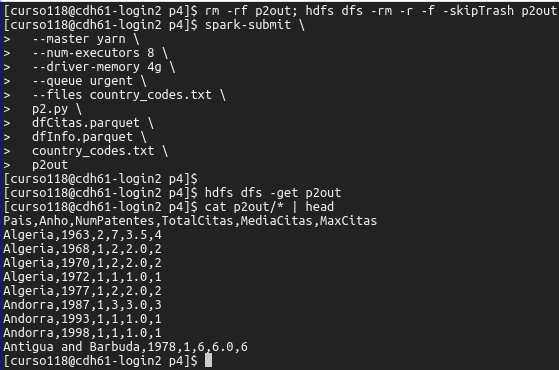 [curso118@cdh61-login2 p4]$ rm -rf p2out; hdfs dfs -rm -r -f -skipTrash p2out
[curso118@cdh61-login2 p4]$ spark-submit \
>   --master yarn \
>   --num-executors 8 \
>   --driver-memory 4g \
>   --queue urgent \
>   --files country_codes.txt \
>   p2.py \
>   dfCitas.parquet \
>   dfInfo.parquet \
>   country_codes.txt \
>   p2out
[curso118@cdh61-login2 p4]$
[curso118@cdh61-login2 p4]$ hdfs dfs -get p2out
[curso118@cdh61-login2 p4]$ cat p2out/* | head
Pais,Anho,NumPatentes,TotalCitas,MediaCitas,MaxCitas
Algeria,1963,2,7,3.5,4
Algeria,1968,1,2,2.0,2
Algeria,1970,1,2,2.0,2
Algeria,1972,1,1,1.0,1
Algeria,1977,1,2,2.0,2
Andorra,1987,1,3,3.0,3
Andorra,1993,1,1,1.0,1
Andorra,1998,1,1,1.0,1
Antigua and Barbuda,1978,1,6,6.0,6
[curso118@cdh61-login2 p4]$